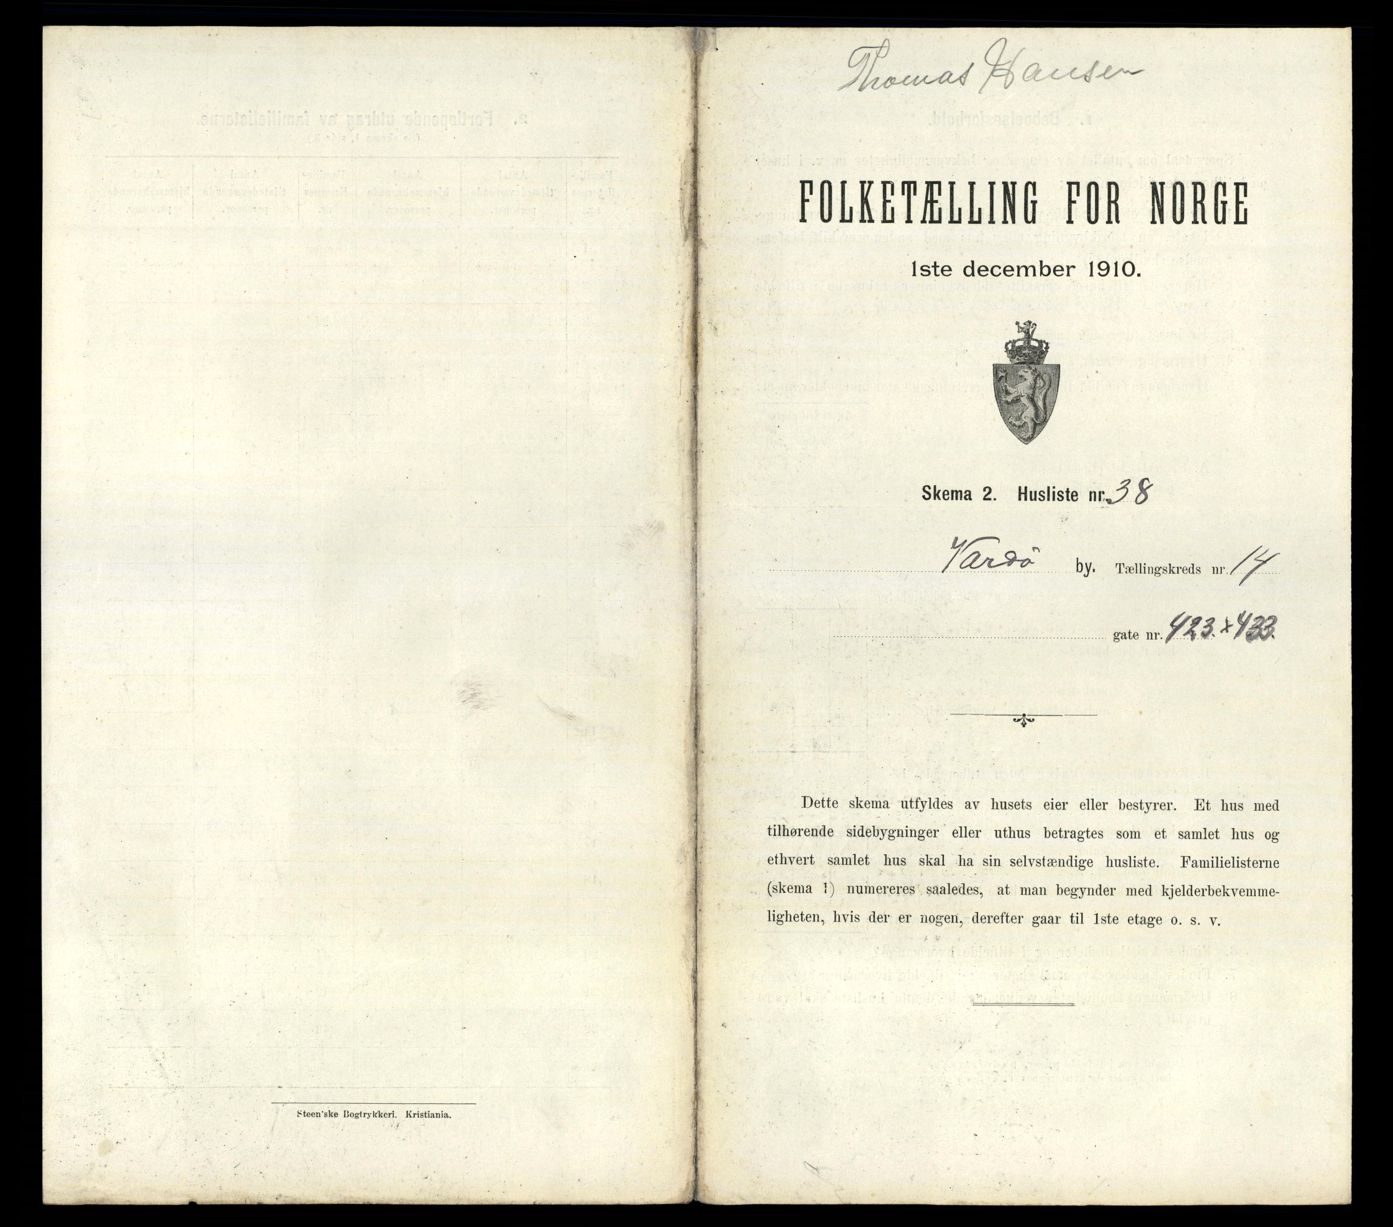 Steen'ske Bogtrykkeri. Kristiania.
Thomas Hansen
FOLKETÆLLING FOR NORGE
1ste december 1910.
Skema 2. Husliste nr. 38
Vardö by. Tællingskreds nr. 14
gate nr. 423 x 433.
Dette skema utfyldes av husets eier eller bestyrer. Et hus med
tilhørende sidebygninger eller uthus betragtes som et samlet hus og
ethvert samlet hus skal ha sin selvstændige husliste. Familielisterne
(skema 1) numereres saaledes, at man begynder med kjelderbekvemme-
ligheten, hvis der er nogen, derefter gaar til 1ste etage o. s. v.